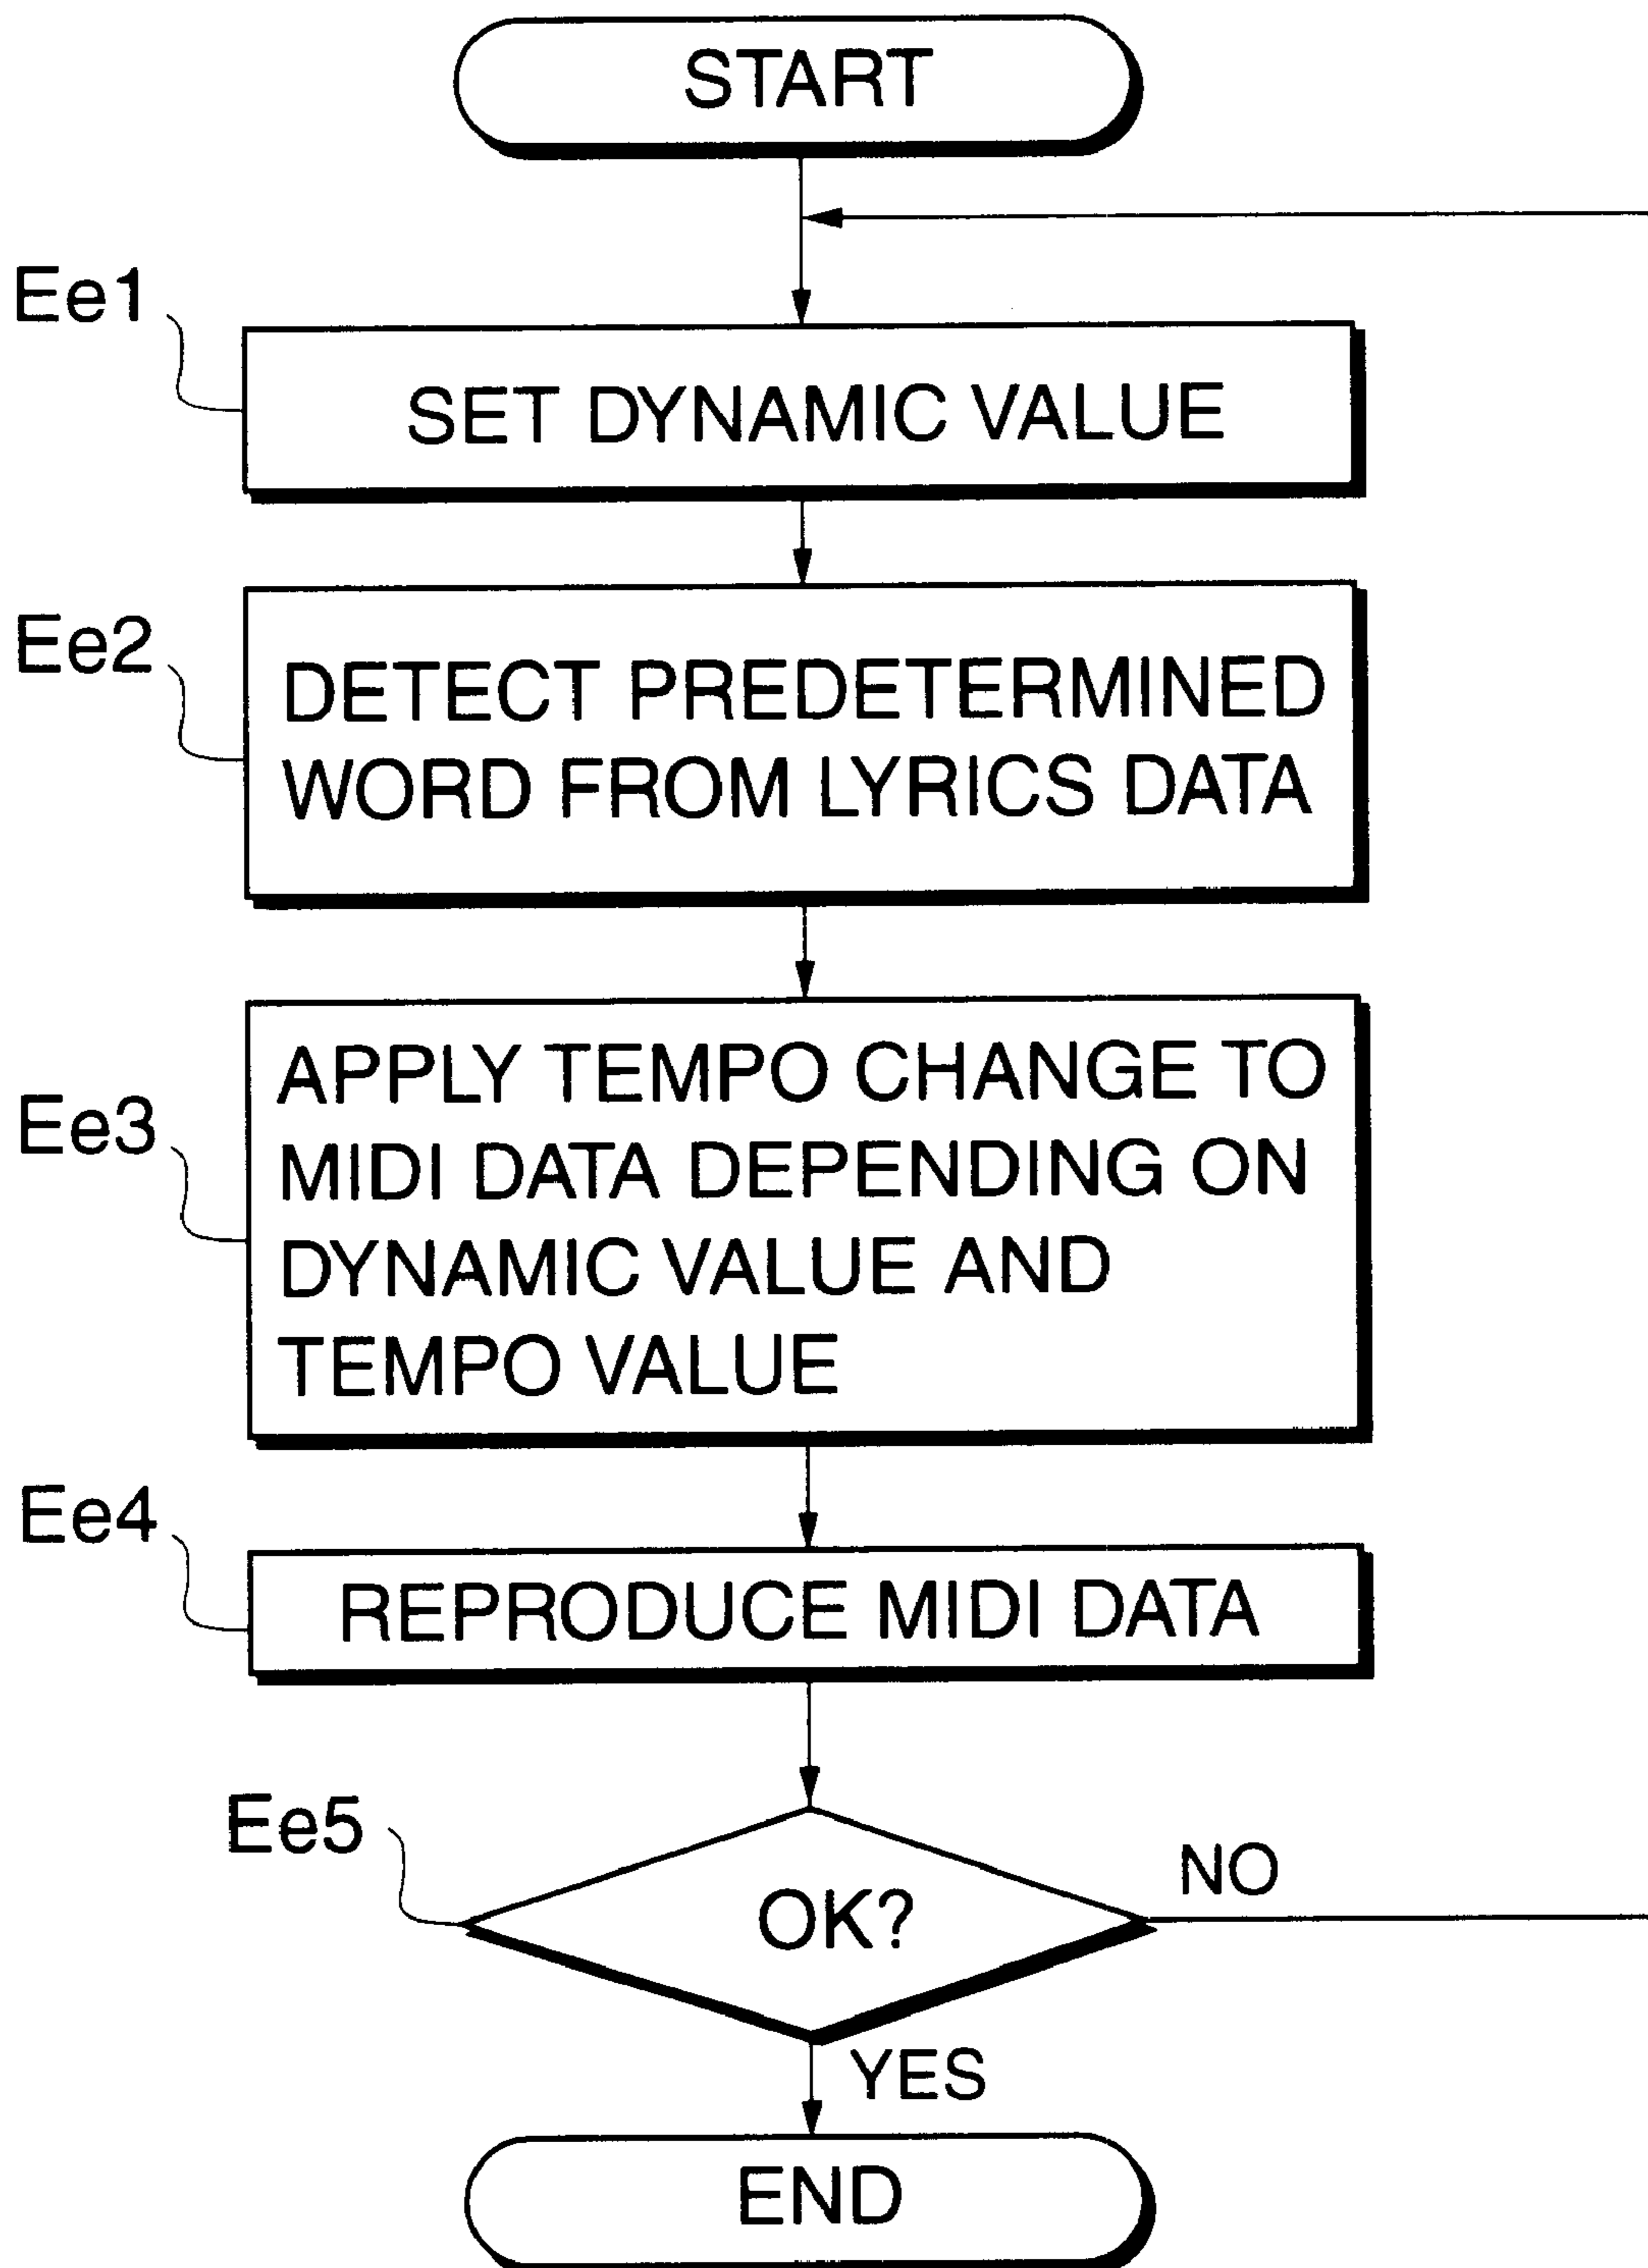 START
Ee1
SET DYNAMIC VALUE
Ee2
DETECT PREDETERMINED
WORD FROM LYRICS DATA
Ee3
APPLY TEMPO CHANGE TO
MIDI DATA DEPENDING ON
DYNAMIC VALUE AND
TEMPO VALUE
Ee4
REPRODUCE MIDI DATA
Ee5
OK?
NO
YES
END